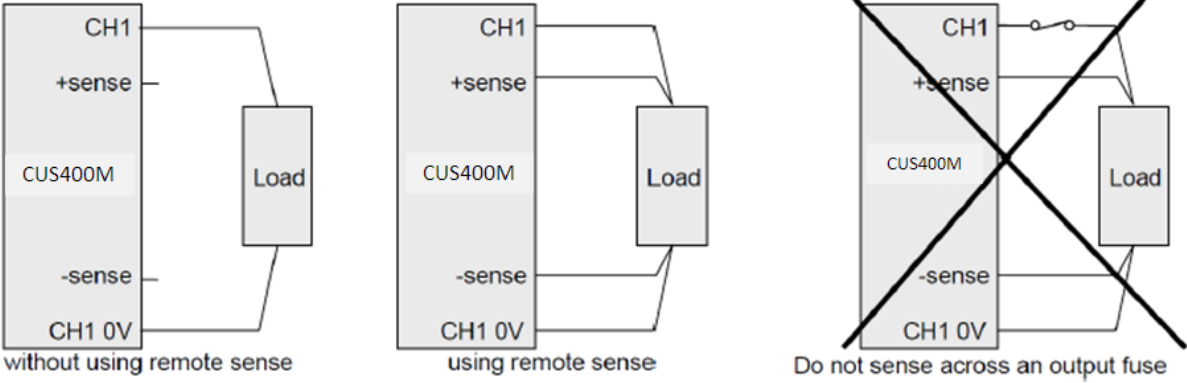 CH1
+sense
CUS400M
Load
-sense
CH1 0V
without using remote sense
CH1
+sense
CUS400M
Load
-sense
CH1 0V
using remote sense
CH1
+sense
CUS400M
Load
-sense
CH1 0V
Do not sense across an output fuse